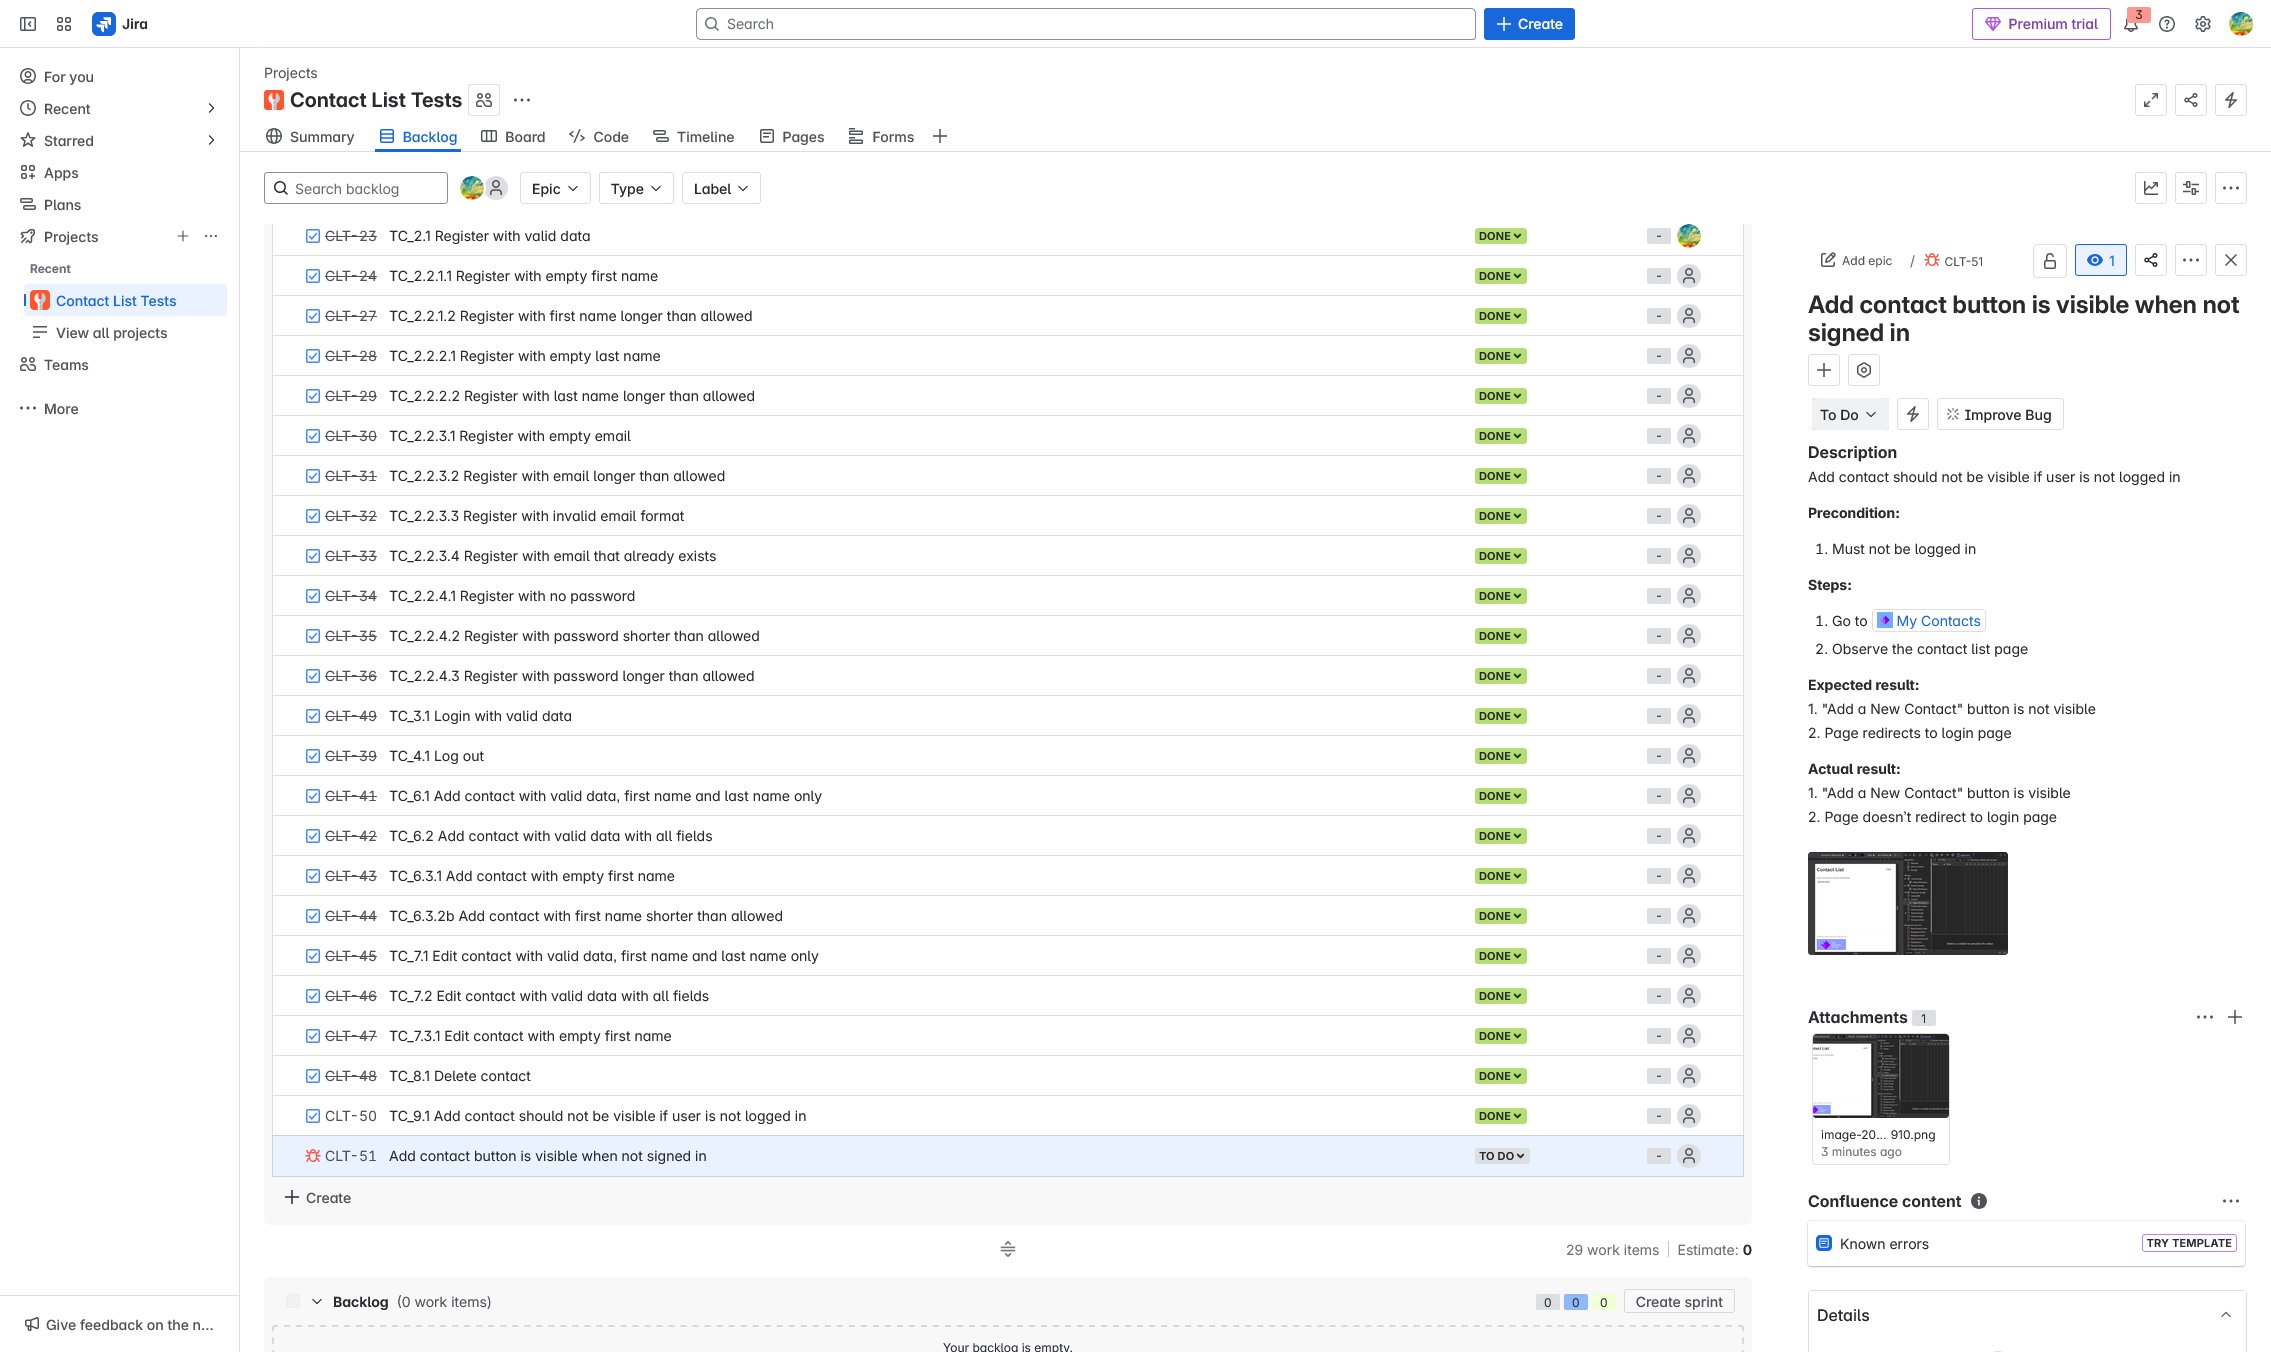 Jira
Search
Create
Premium trial
3
For you
Recent
Starred
Apps
Plans
Projects
Recent
Contact List Tests
View all projects
Teams
More
Give feedback on the n...
Projects
Contact List Tests
Summary
Backlog
Board
Code
Timeline
Pages
Forms
Search backlog
Epic
Type
Label
CLT-23 TC_2.1 Register with valid data DONE -
CLT-24 TC_2.2.1.1 Register with empty first name DONE -
CLT-27 TC_2.2.1.2 Register with first name longer than allowed DONE -
CLT-28 TC_2.2.2.1 Register with empty last name DONE -
CLT-29 TC_2.2.2.2 Register with last name longer than allowed DONE -
CLT-30 TC_2.2.3.1 Register with empty email DONE -
CLT-31 TC_2.2.3.2 Register with email longer than allowed DONE -
CLT-32 TC_2.2.3.3 Register with invalid email format DONE -
CLT-33 TC_2.2.3.4 Register with email that already exists DONE -
CLT-34 TC_2.2.4.1 Register with no password DONE -
CLT-35 TC_2.2.4.2 Register with password shorter than allowed DONE -
CLT-36 TC_2.2.4.3 Register with password longer than allowed DONE -
CLT-49 TC_3.1 Login with valid data DONE -
CLT-39 TC_4.1 Log out DONE -
CLT-41 TC_6.1 Add contact with valid data, first name and last name only DONE -
CLT-42 TC_6.2 Add contact with valid data with all fields DONE -
CLT-43 TC_6.3.1 Add contact with empty first name DONE -
CLT-44 TC_6.3.2b Add contact with first name shorter than allowed DONE -
CLT-45 TC_7.1 Edit contact with valid data, first name and last name only DONE -
CLT-46 TC_7.2 Edit contact with valid data with all fields DONE -
CLT-47 TC_7.3.1 Edit contact with empty first name DONE -
CLT-48 TC_8.1 Delete contact DONE -
CLT-50 TC_9.1 Add contact should not be visible if user is not logged in DONE -
CLT-51 Add contact button is visible when not signed in TO DO -
Create
29 work items Estimate: 0
Backlog (0 work items) 0 0 0 Create sprint
Your backlog is empty.
Add epic / CLT-51
1
Add contact button is visible when not
signed in
To Do
Improve Bug
Description
Add contact should not be visible if user is not logged in
Precondition:
1. Must not be logged in
Steps:
1. Go to My Contacts
2. Observe the contact list page
Expected result:
1. "Add a New Contact" button is not visible
2. Page redirects to login page
Actual result:
1. "Add a New Contact" button is visible
2. Page doesn't redirect to login page
Contact List
Attachments 1
image-20... 910.png
3 minutes ago
Confluence content
Known errors TRY TEMPLATE
Details